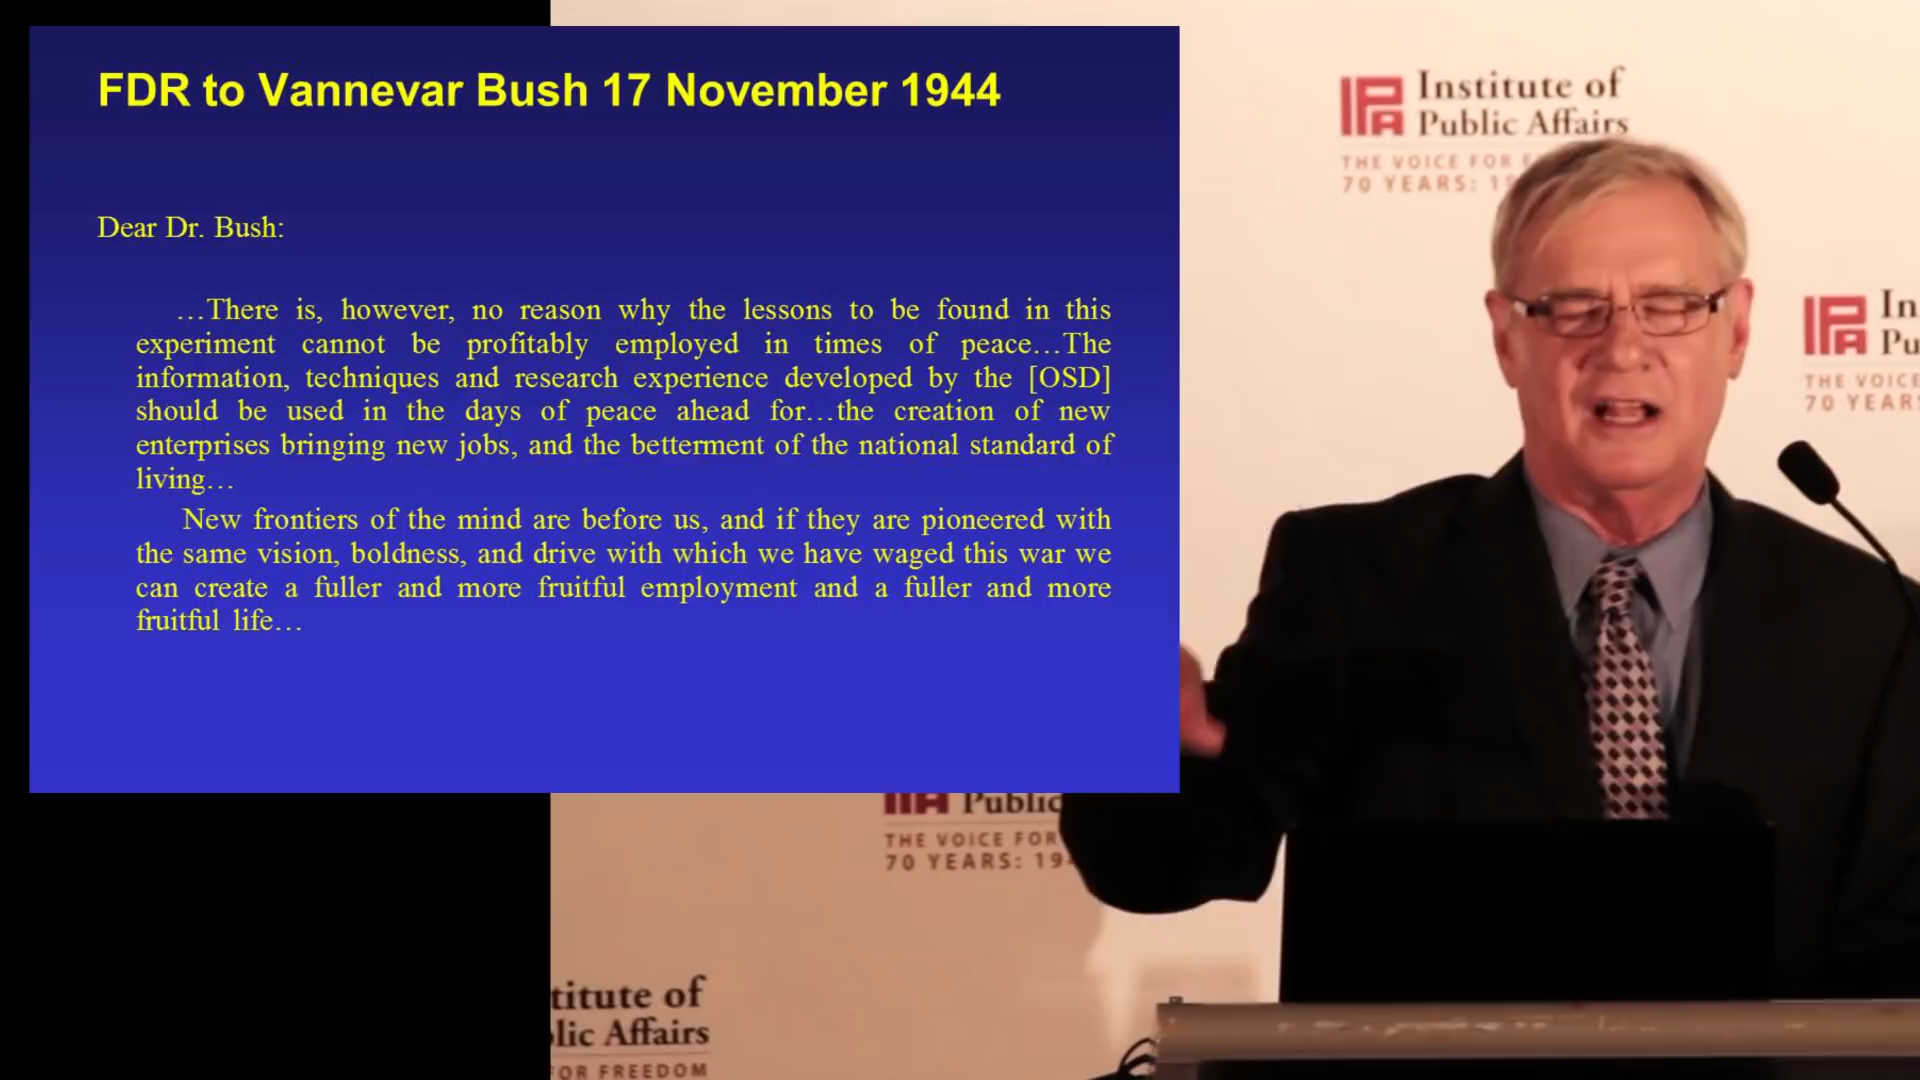 FDR to Vannevar Bush 17 November 1944
Dear Dr. Bush:
…There is, however, no reason why the lessons to be found in this
experiment cannot be profitably employed in times of peace…The
information, techniques and research experience developed by the [OSD]
should be used in the days of peace ahead for…the creation of new
enterprises bringing new jobs, and the betterment of the national standard of
living…
New frontiers of the mind are before us, and if they are pioneered with
the same vision, boldness, and drive with which we have waged this war we
can create a fuller and more fruitful employment and a fuller and more
fruitful life…
IPA Institute of
Public Affairs
THE VOICE FOR
70 YEARS: 1
IPA In
Pu
THE VOICE
70 YEARS
IPA Public
THE VOICE FOR
70 YEARS: 19
titute of
lic Affairs
FOR FREEDOM